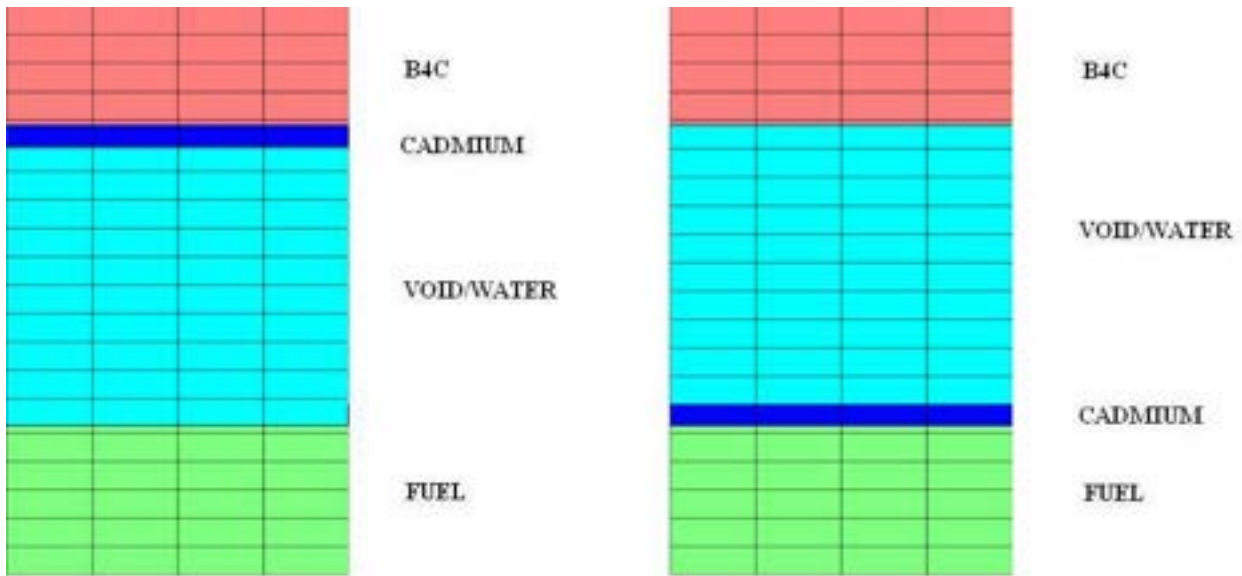 B4C
CADMIUM
VOID/WATER
FUEL
B4C
VOID/WATER
CADMIUM
FUEL